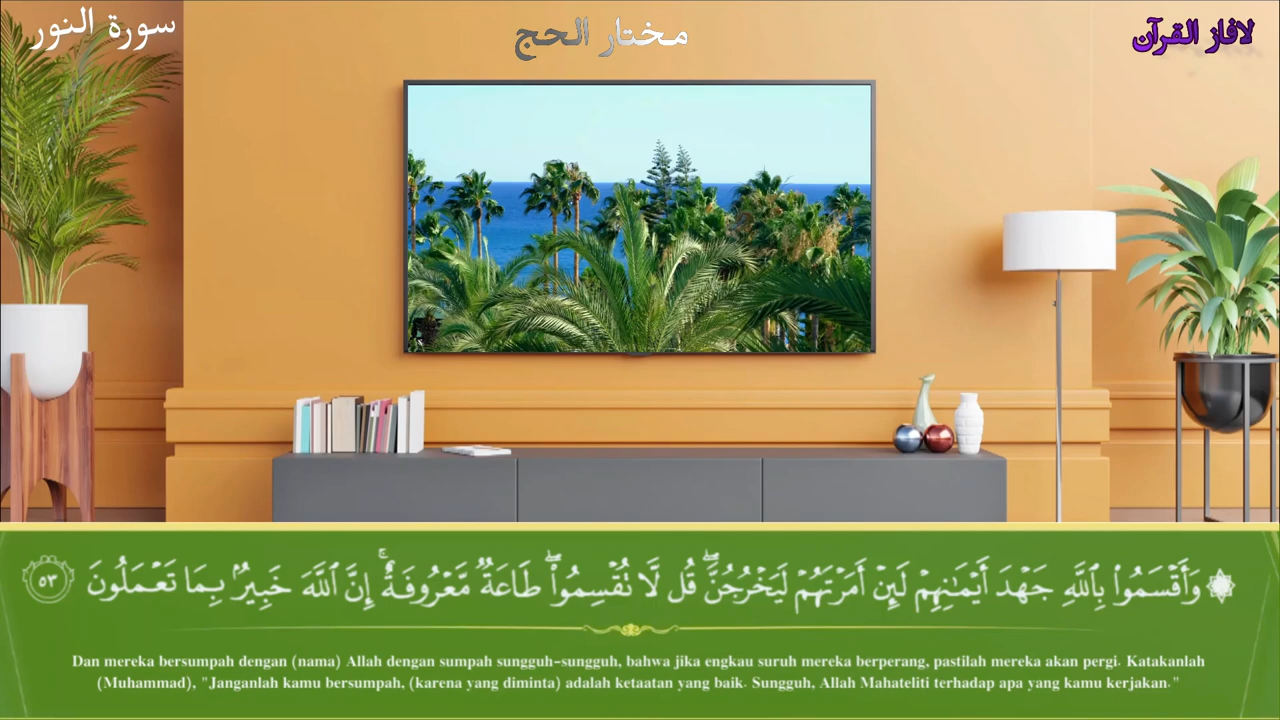 سورة النور
مختار الحج
لافاز القرآن
۞ وَأَقْسَمُوا۟ بِٱللَّهِ جَهْدَ أَيْمَـٰنِهِمْ لَئِنْ أَمَرْتَهُمْ لَيَخْرُجُنَّ ۖ قُل لَّا تُقْسِمُوا۟ ۖ طَاعَةٌ مَّعْرُوفَةٌ ۚ إِنَّ ٱللَّهَ خَبِيرٌۢ بِمَا تَعْمَلُونَ ٥٣
Dan mereka bersumpah dengan (nama) Allah dengan sumpah sungguh-sungguh, bahwa jika engkau suruh mereka berperang, pastilah mereka akan pergi. Katakanlah
(Muhammad), "Janganlah kamu bersumpah, (karena yang diminta) adalah ketaatan yang baik. Sungguh, Allah Mahateliti terhadap apa yang kamu kerjakan."